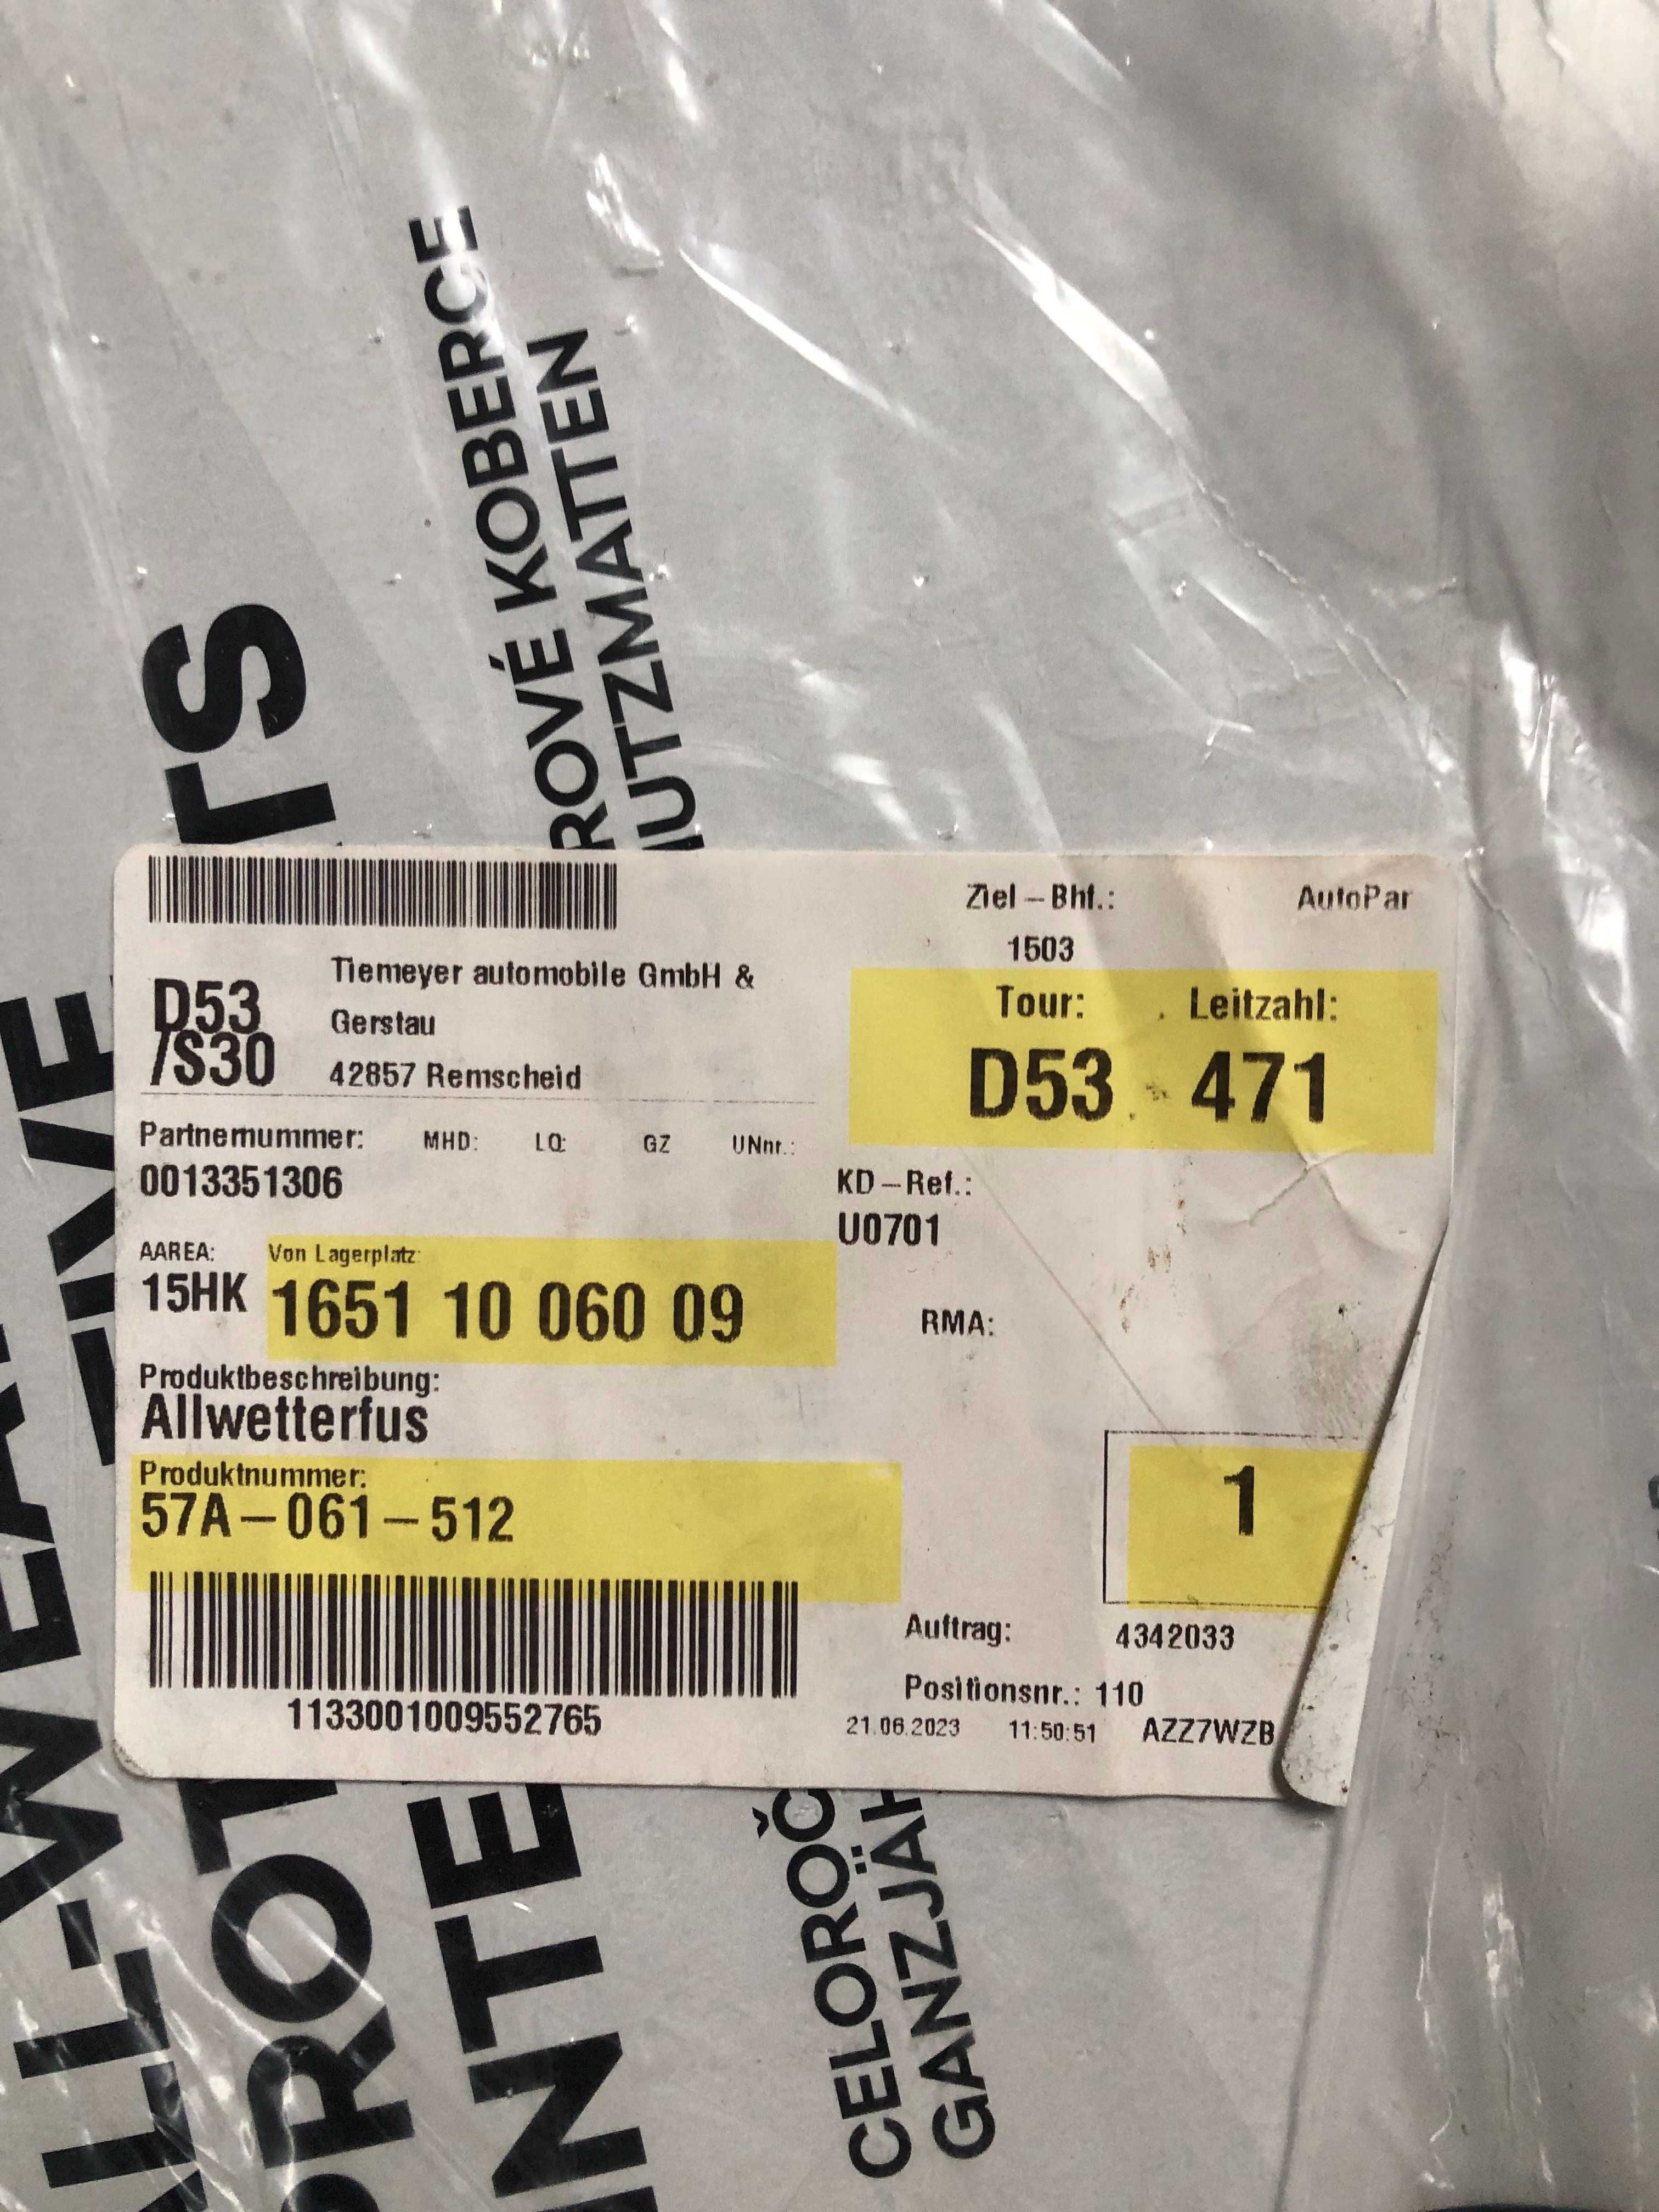 ROVÉ KOBERCE
UTZMATTEN
TS
Ziel – Bhf.: AutoPar
1503
D53
/S30
Tiemeyer automobile GmbH &
Gerstau
42857 Remscheid
Tour: Leitzahl:
D53 471
Partnernummer: MHD: LQ: GZ UNnr.:
0013351306
KD – Ref.:
U0701
AAREA: Von Lagerplatz:
15HK 1651 10 060 09
RMA:
Produktbeschreibung:
Allwetterfus
Produktnummer:
57A – 061 – 512
1
1133001009552765
Auftrag: 4342033
Positionsnr.: 110
21.06.2023 11:50:51 AZZ7WZB
CELOROČ
GANZJÄH